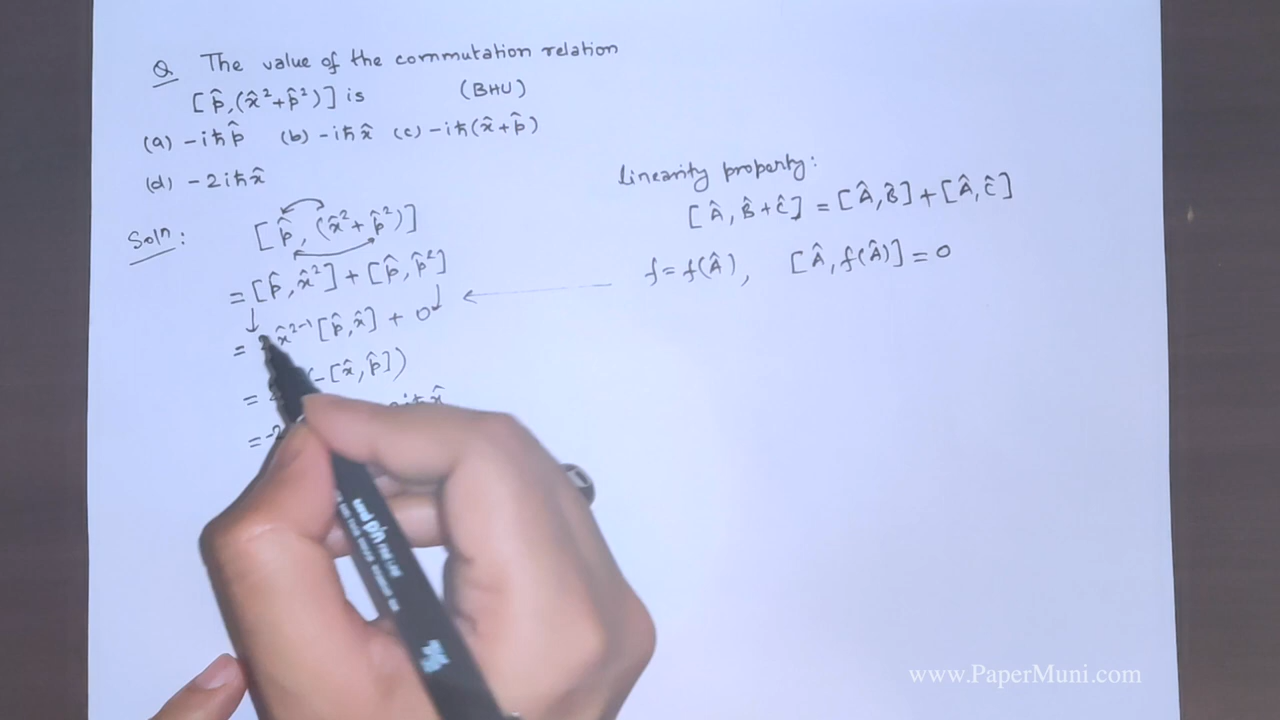 Q. The value of the commutation relation
[p̂,(x̂²+p̂²)] is (BHU)
(a) -iħp̂ (b) -iħx̂ (c) -iħ(x̂+p̂)
(d) -2iħx̂
Linearity property:
[Â, B̂+Ĉ] = [Â,B̂]+[Â,Ĉ]
Solⁿ: [p̂, (x̂²+p̂²)]
f=f(Â), [Â, f(Â)] = 0
= [p̂,x̂²] + [p̂,p̂²]
= x̂²⁻¹[p̂,x̂] + 0
= (-[x̂,p̂])
= -2
www.PaperMuni.com